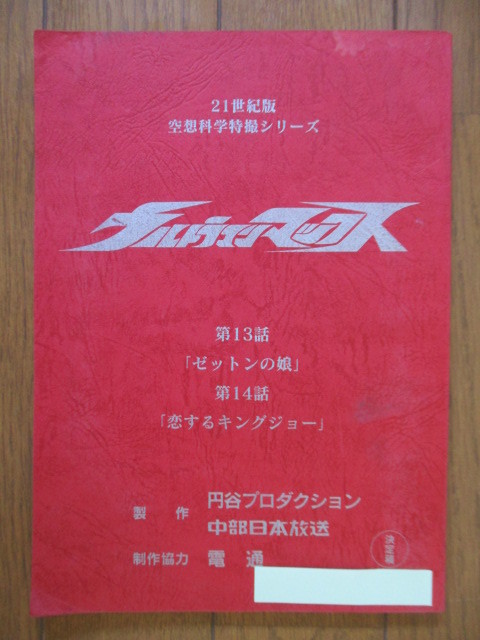 21世紀版
空想科学特撮シリーズ
ウルトラマンマックス
第13話
「ゼットンの娘」
第14話
「恋するキングジョー」
製作 円谷プロダクション
中部日本放送
制作協力 電通
決定稿